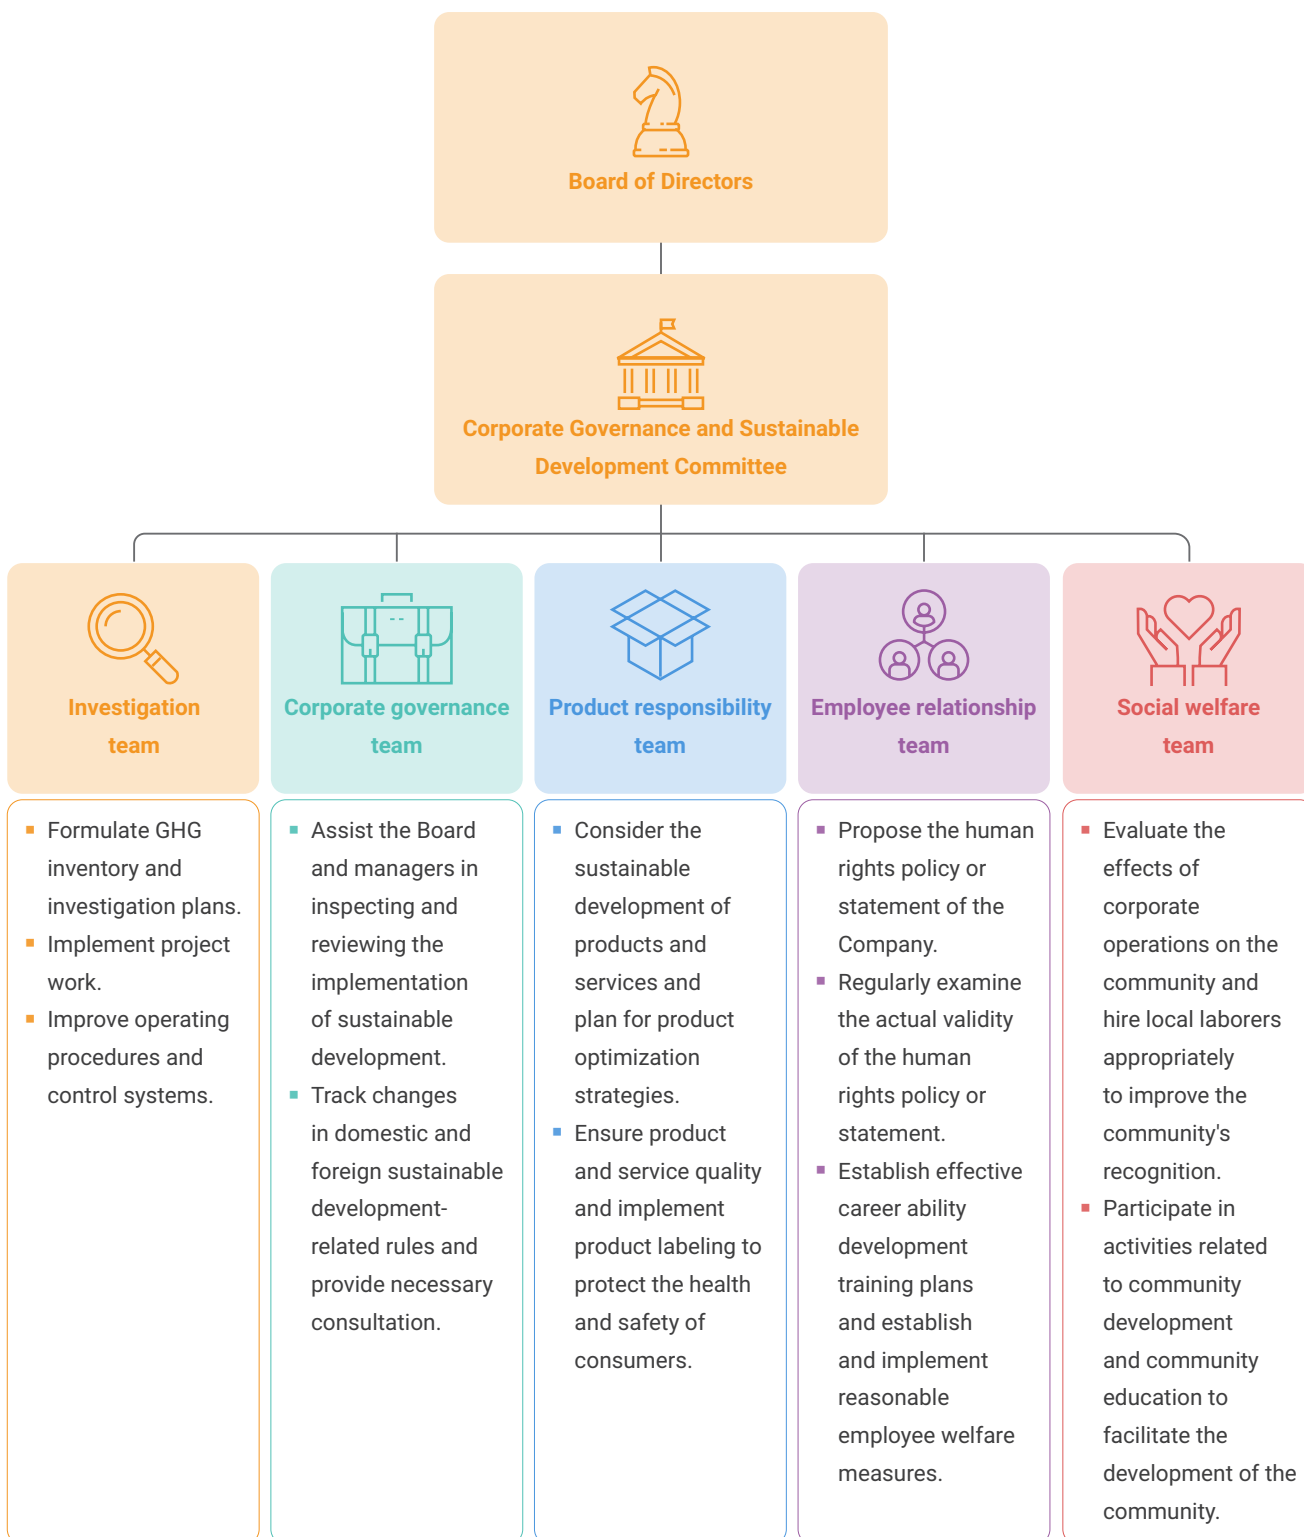 Board of Directors
Corporate Governance and Sustainable
Development Committee
Investigation
team
Formulate GHG
inventory and
investigation plans.
Implement project
work.
Improve operating
procedures and
control systems.
Corporate governance
team
Assist the Board
and managers in
inspecting and
reviewing the
implementation
of sustainable
development.
Track changes
in domestic and
foreign sustainable
development-
related rules and
provide necessary
consultation.
Product responsibility
team
Consider the
sustainable
development of
products and
services and
plan for product
optimization
strategies.
Ensure product
and service quality
and implement
product labeling to
protect the health
and safety of
consumers.
Employee relationship
team
Propose the human
rights policy or
statement of the
Company.
Regularly examine
the actual validity
of the human
rights policy or
statement.
Establish effective
career ability
development
training plans
and establish
and implement
reasonable
employee welfare
measures.
Social welfare
team
Evaluate the
effects of
corporate
operations on the
community and
hire local laborers
appropriately
to improve the
community's
recognition.
Participate in
activities related
to community
development
and community
education to
facilitate the
development of the
community.